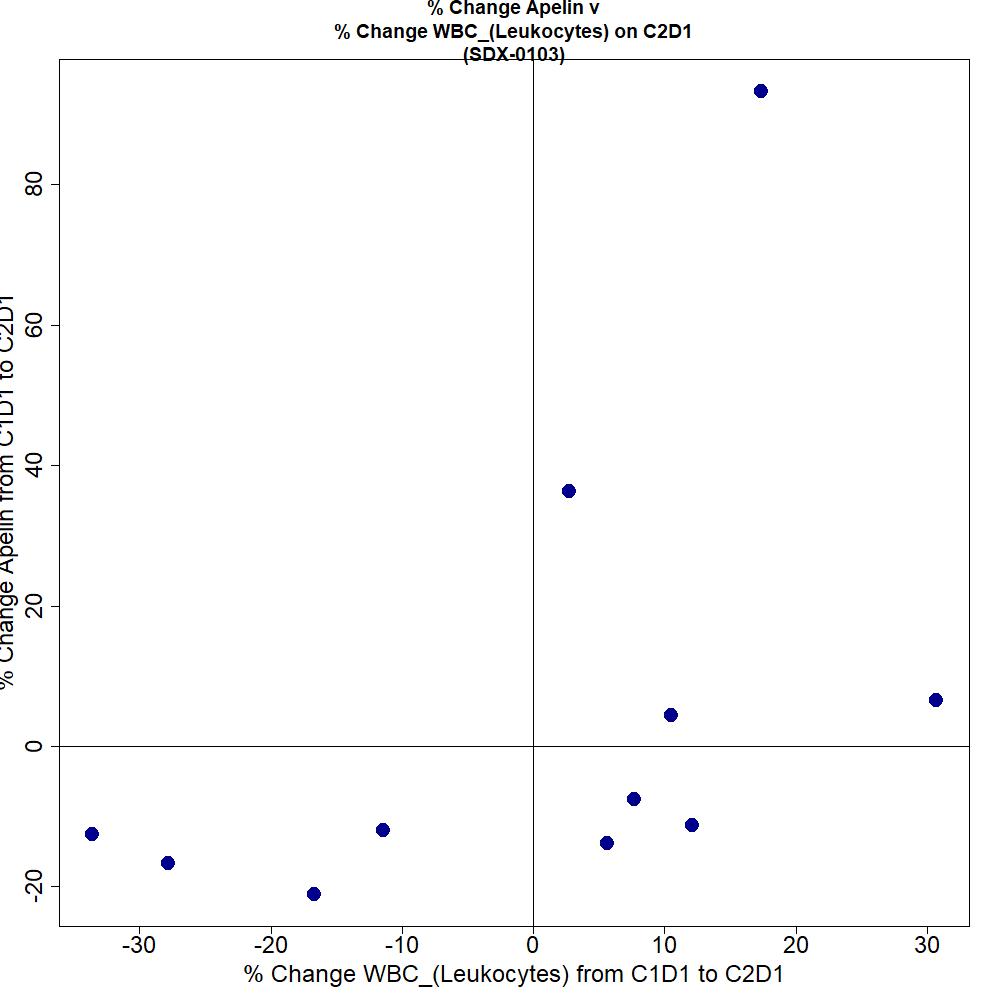 % Change Apelin v
% Change WBC_(Leukocytes) on C2D1
(SDX-0103)
% Change Apelin from C1D1 to C2D1
80
60
40
20
0
-20
-30
-20
-10
0
10
20
30
% Change WBC_(Leukocytes) from C1D1 to C2D1